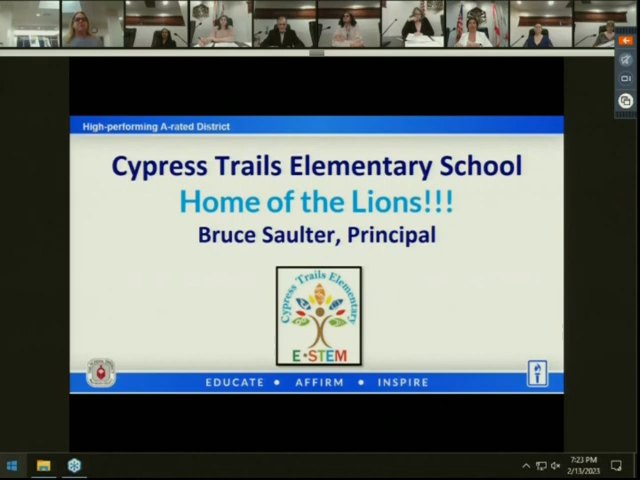 High-performing A-rated District
Cypress Trails Elementary School
Home of the Lions!!!
Bruce Saulter, Principal
Cypress Trails Elementary
E•STEM
EDUCATE • AFFIRM • INSPIRE
7:23 PM
2/13/2023